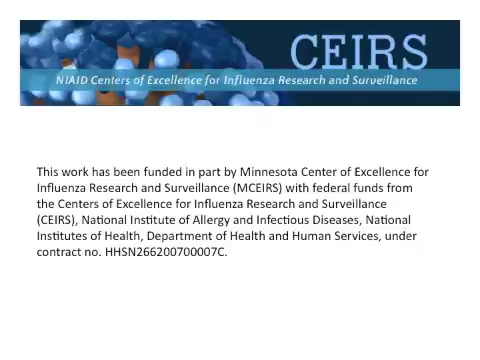 CEIRS
NIAID Centers of Excellence for Influenza Research and Surveillance
This work has been funded in part by Minnesota Center of Excellence for
Influenza Research and Surveillance (MCEIRS) with federal funds from
the Centers of Excellence for Influenza Research and Surveillance
(CEIRS), National Institute of Allergy and Infectious Diseases, National
Institutes of Health, Department of Health and Human Services, under
contract no. HHSN266200700007C.